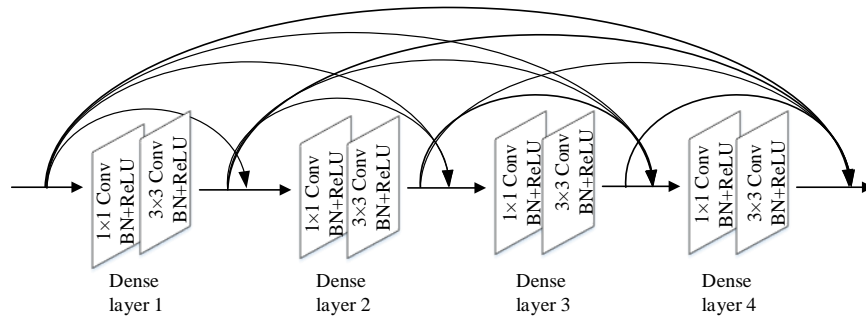 1×1 Conv
BN+ReLU
3×3 Conv
BN+ReLU
1×1 Conv
BN+ReLU
3×3 Conv
BN+ReLU
1×1 Conv
BN+ReLU
3×3 Conv
BN+ReLU
1×1 Conv
BN+ReLU
3×3 Conv
BN+ReLU
Dense
layer 1
Dense
layer 2
Dense
layer 3
Dense
layer 4